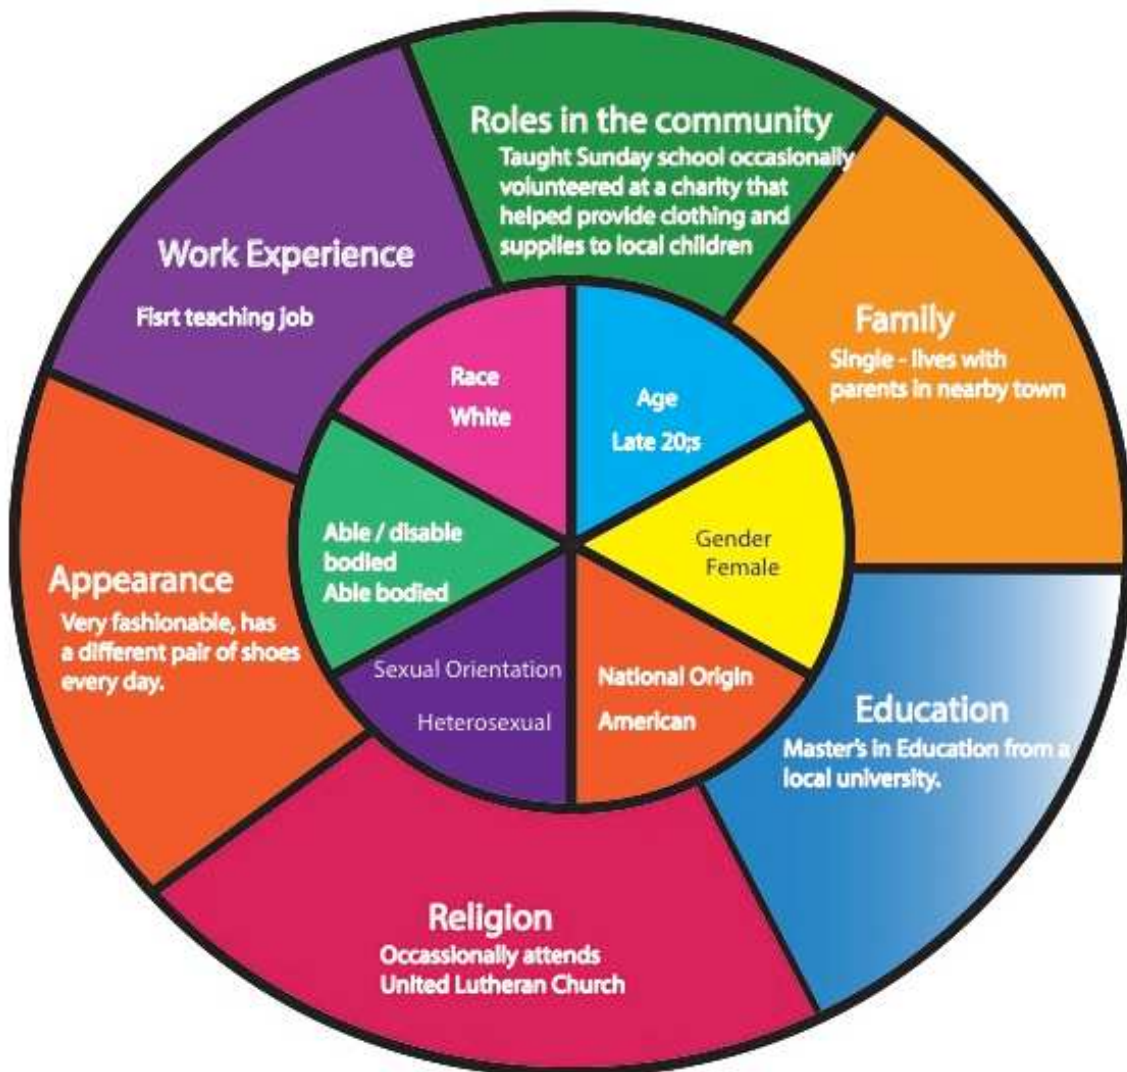 Roles in the community
Taught Sunday school occasionally
volunteered at a charity that
helped provide clothing and
supplies to local children
Family
Single - lives with
parents in nearby town
Education
Master's in Education from a
local university.
Religion
Occassionally attends
United Lutheran Church
Appearance
Very fashionable, has
a different pair of shoes
every day.
Work Experience
Fisrt teaching job
Race
White
Age
Late 20;s
Gender
Female
National Origin
American
Sexual Orientation
Heterosexual
Able / disable
bodied
Able bodied